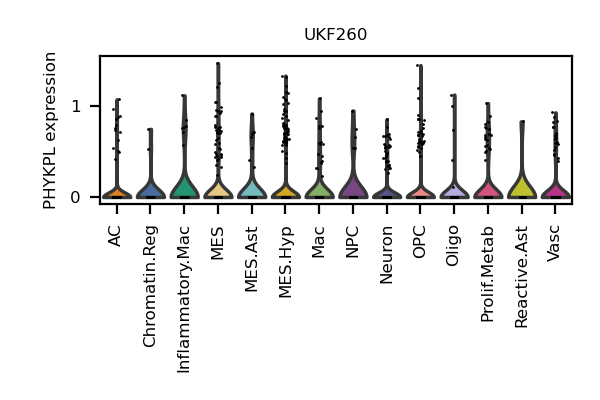 UKF260
PHYKPL expression
1
0
AC
Chromatin.Reg
Inflammatory.Mac
MES
MES.Ast
MES.Hyp
Mac
NPC
Neuron
OPC
Oligo
Prolif.Metab
Reactive.Ast
Vasc